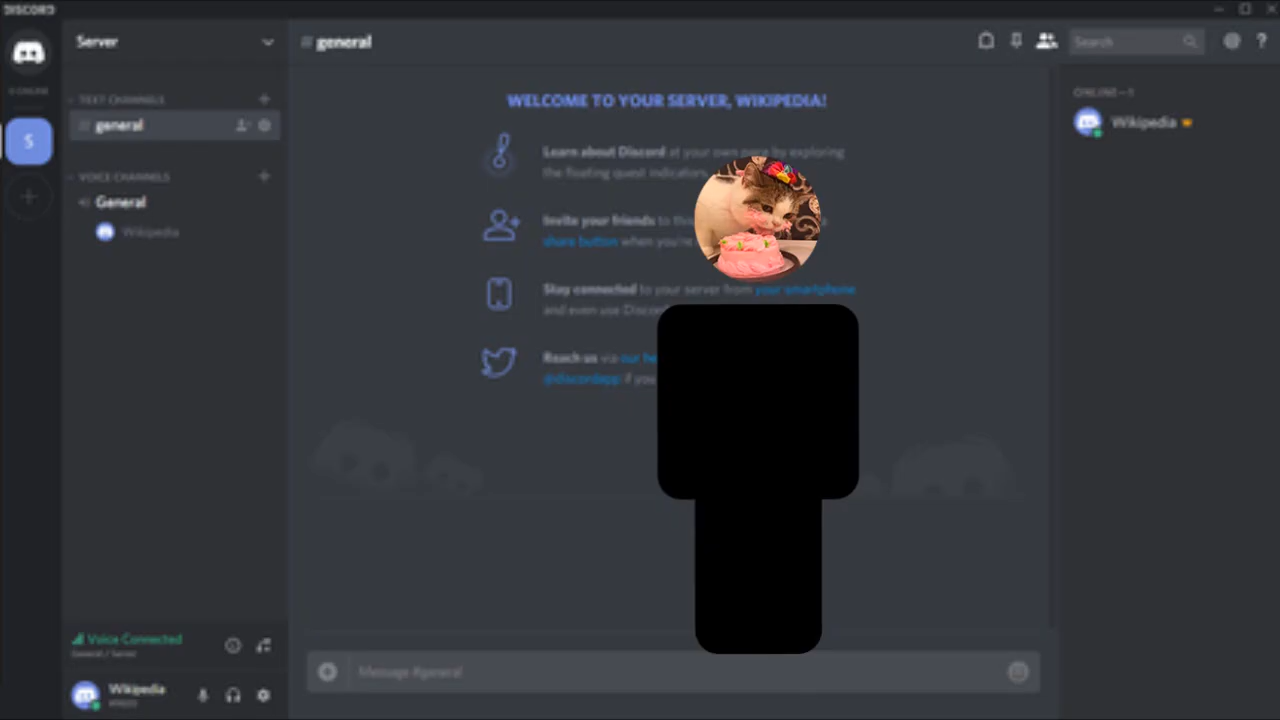 DISCORD
Server
general
Search
?
0 ONLINE
TEXT CHANNELS
general
S
VOICE CHANNELS
General
Wikipedia
WELCOME TO YOUR SERVER, WIKIPEDIA!
Learn about Discord at your own pace by exploring
the floating quest indicators.
Invite your friends to
share button when you're
Stay connected to your server from your smartphone
and even use Discord
Reach us via our
@discordapp if you
ONLINE—1
Wikipedia
Voice Connected
General / Server
Wikipedia
Message #general